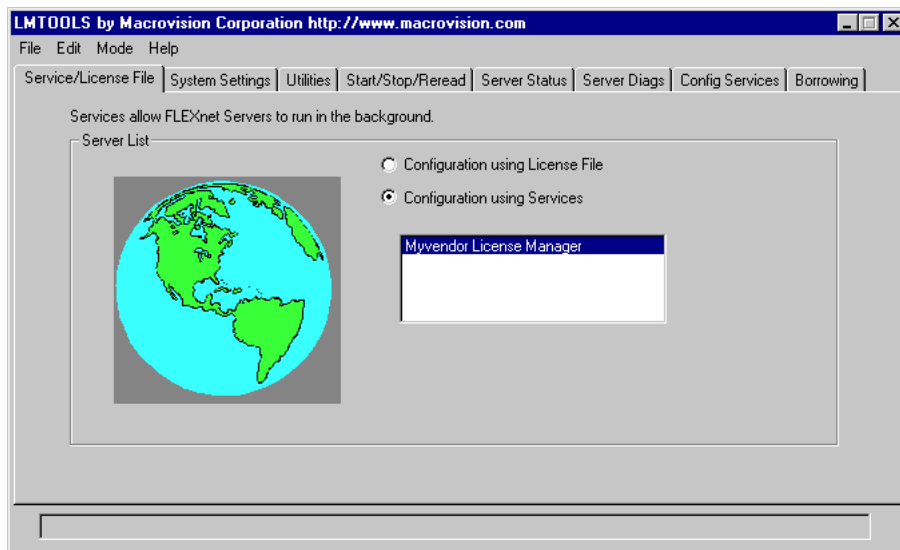 LMTOOLS by Macrovision Corporation http://www.macrovision.com
File Edit Mode Help
Service/License File System Settings Utilities Start/Stop/Reread Server Status Server Diags Config Services Borrowing
Services allow FLEXnet Servers to run in the background.
Server List
Configuration using License File
Configuration using Services
Myvendor License Manager